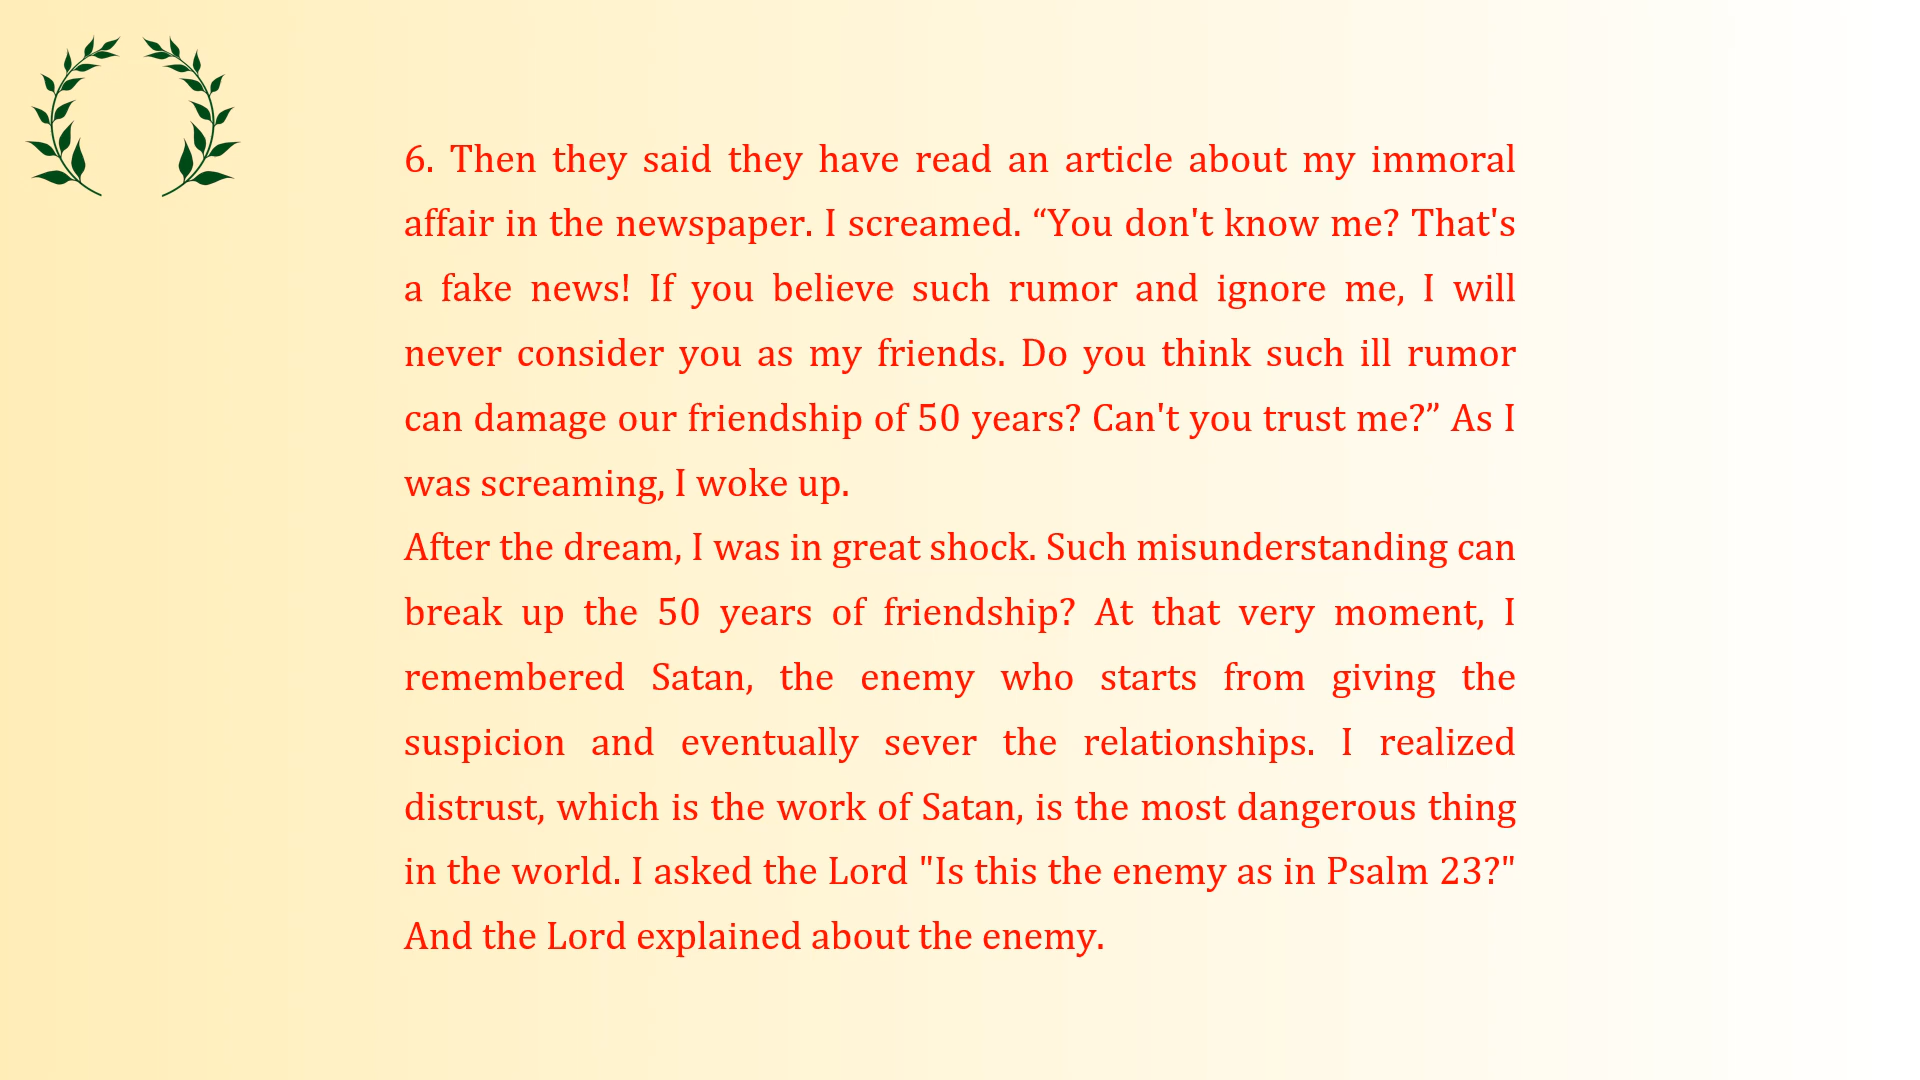 6. Then they said they have read an article about my immoral
affair in the newspaper. I screamed. “You don't know me? That's
a fake news! If you believe such rumor and ignore me, I will
never consider you as my friends. Do you think such ill rumor
can damage our friendship of 50 years? Can't you trust me?” As I
was screaming, I woke up.
After the dream, I was in great shock. Such misunderstanding can
break up the 50 years of friendship? At that very moment, I
remembered Satan, the enemy who starts from giving the
suspicion and eventually sever the relationships. I realized
distrust, which is the work of Satan, is the most dangerous thing
in the world. I asked the Lord "Is this the enemy as in Psalm 23?"
And the Lord explained about the enemy.